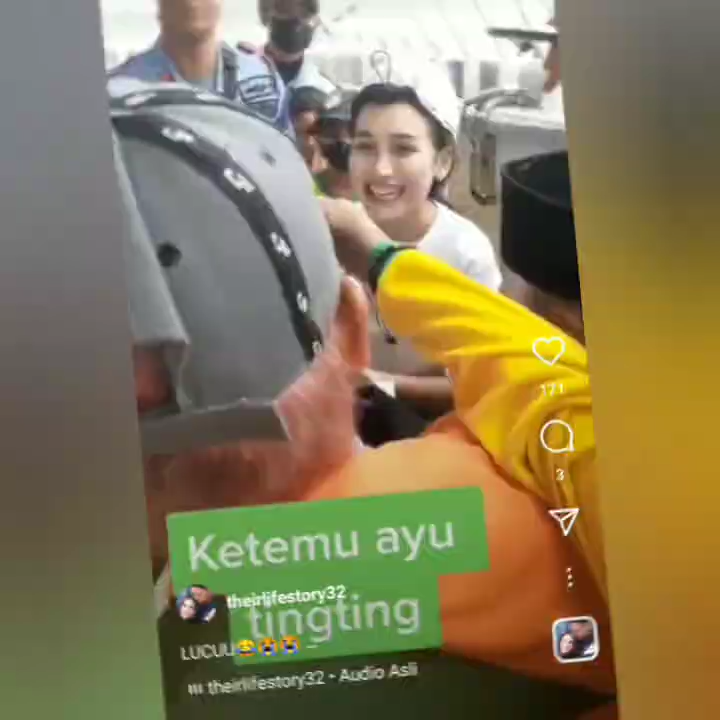 171
3
Ketemu ayu
tingting
theirlifestory32
LUCUU😂😭😭
theirlifestory32 • Audio Asli